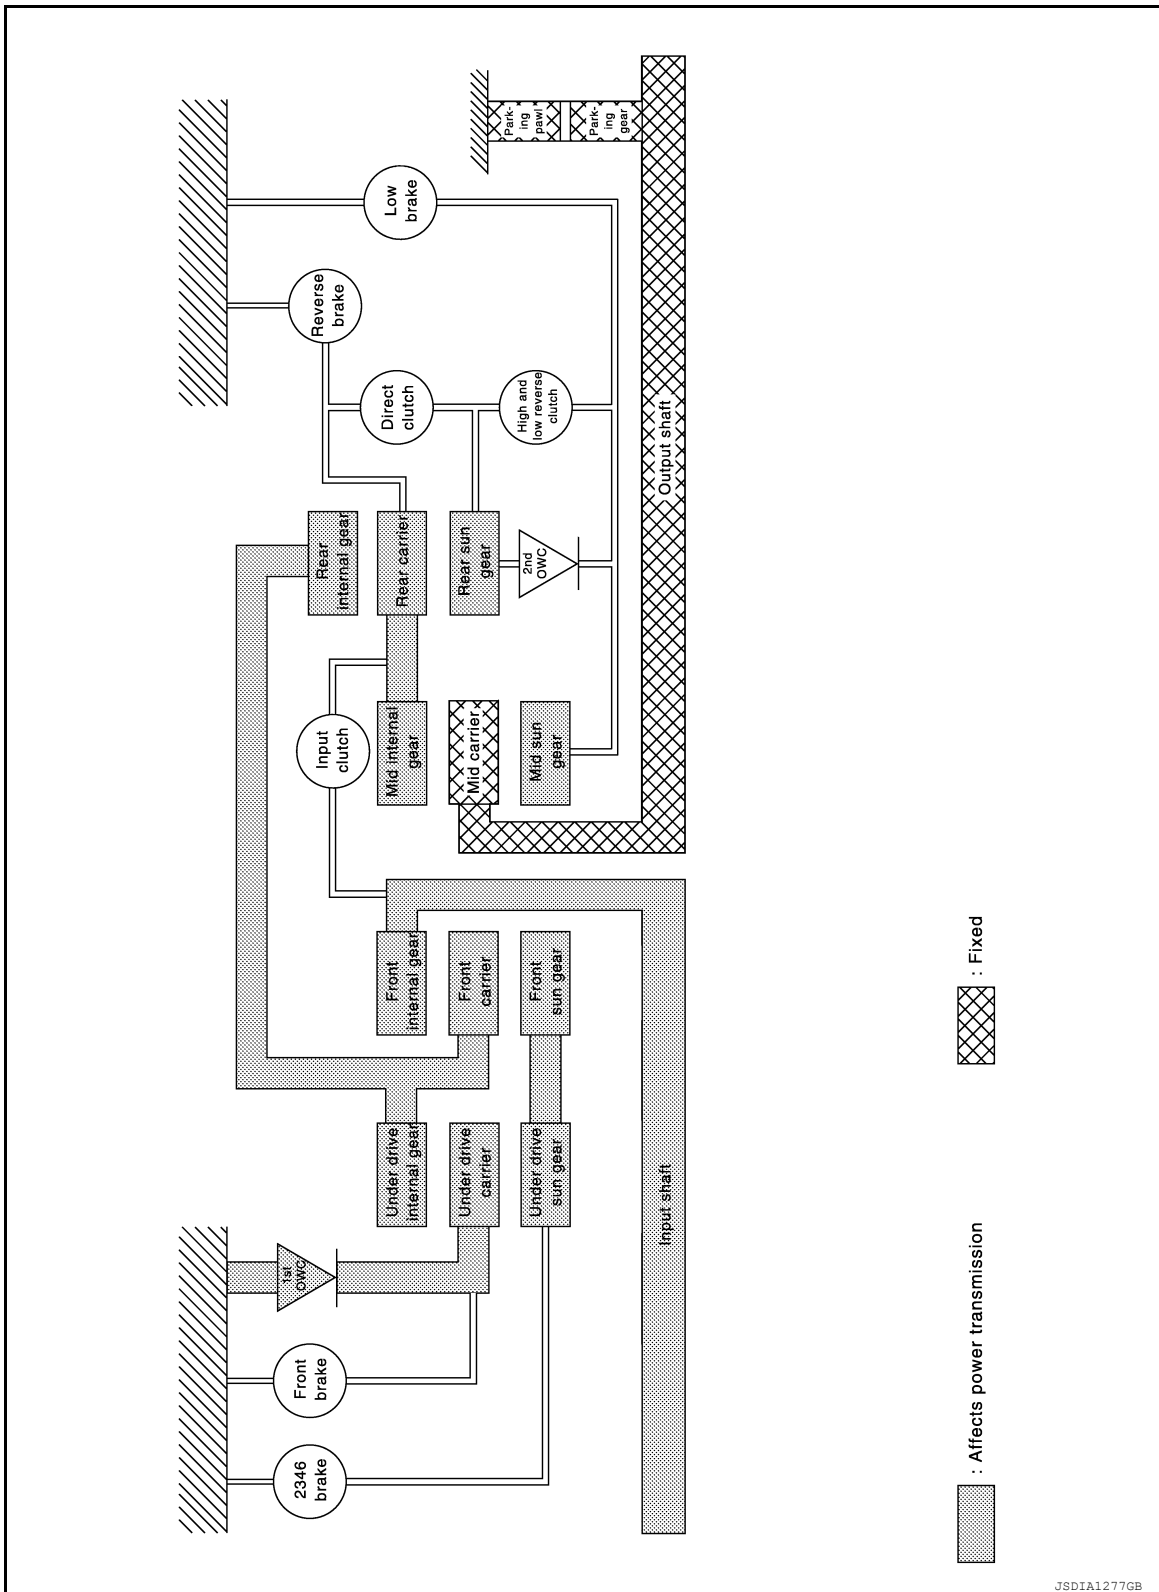 Park-
ing
pawl
Park-
ing
gear
Low
brake
Reverse
brake
Direct
clutch
High and
low reverse
clutch
Output shaft
Rear
internal gear
Rear carrier
Rear sun
gear
2nd
OWC
Input
clutch
Mid internal
gear
Mid carrier
Mid sun
gear
Front
internal gear
Front
carrier
Front
sun gear
Under drive
internal gear
Under drive
carrier
Under drive
sun gear
Input shaft
1st
OWC
Front
brake
2346
brake
: Affects power transmission
: Fixed
JSDIA1277GB